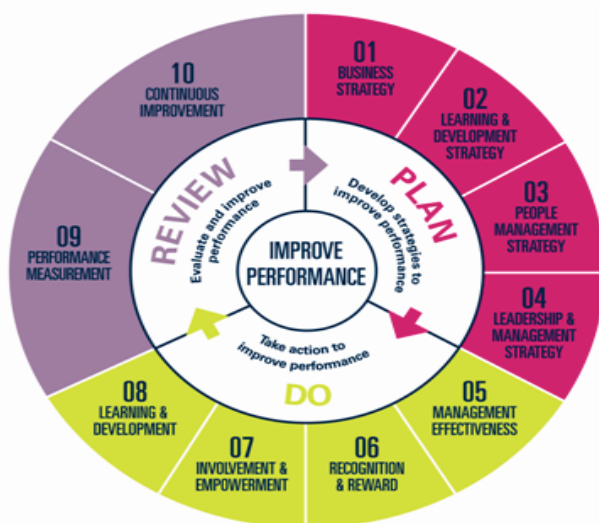 01
BUSINESS
STRATEGY
02
LEARNING &
DEVELOPMENT
STRATEGY
03
PEOPLE
MANAGEMENT
STRATEGY
04
LEADERSHIP &
MANAGEMENT
STRATEGY
05
MANAGEMENT
EFFECTIVENESS
06
RECOGNITION
& REWARD
07
INVOLVEMENT &
EMPOWERMENT
08
LEARNING &
DEVELOPMENT
09
PERFORMANCE
MEASUREMENT
10
CONTINUOUS
IMPROVEMENT
PLAN
Develop strategies to
improve performance
DO
Take action to
improve performance
REVIEW
Evaluate and improve
performance
IMPROVE
PERFORMANCE